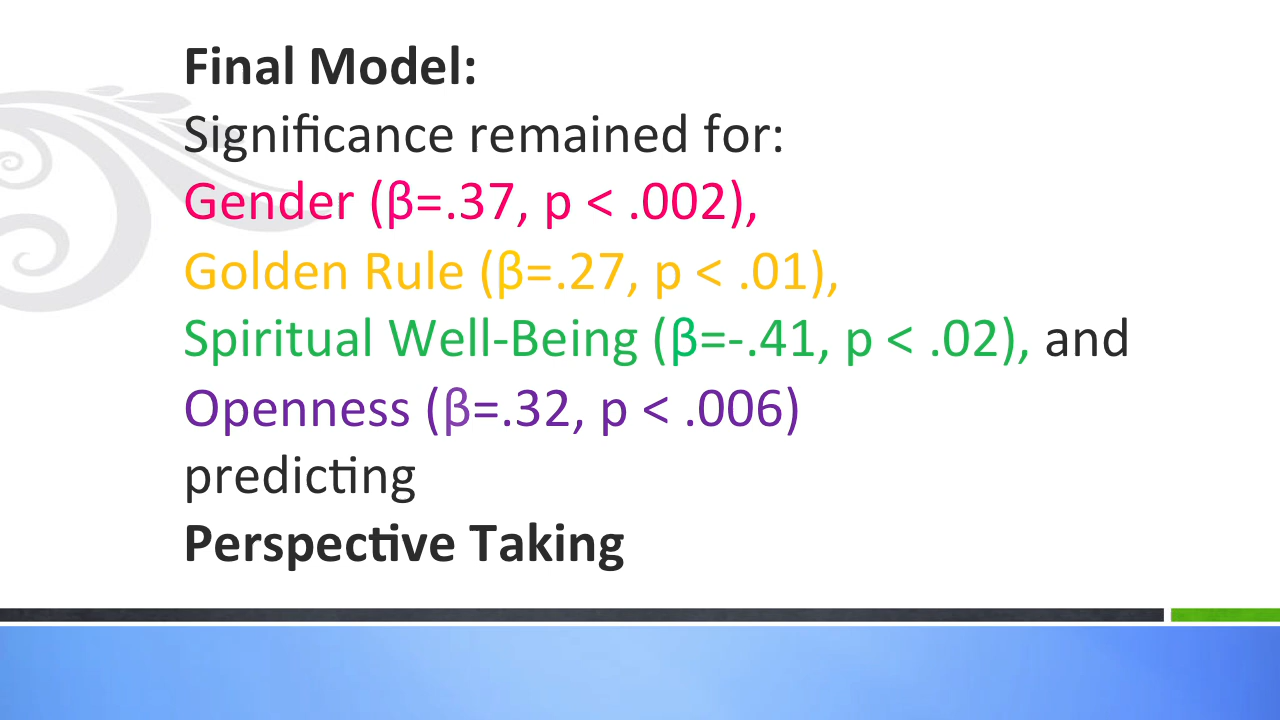 Final Model:
Significance remained for:
Gender (β=.37, p < .002),
Golden Rule (β=.27, p < .01),
Spiritual Well-Being (β=-.41, p < .02), and
Openness (β=.32, p < .006)
predicting
Perspective Taking